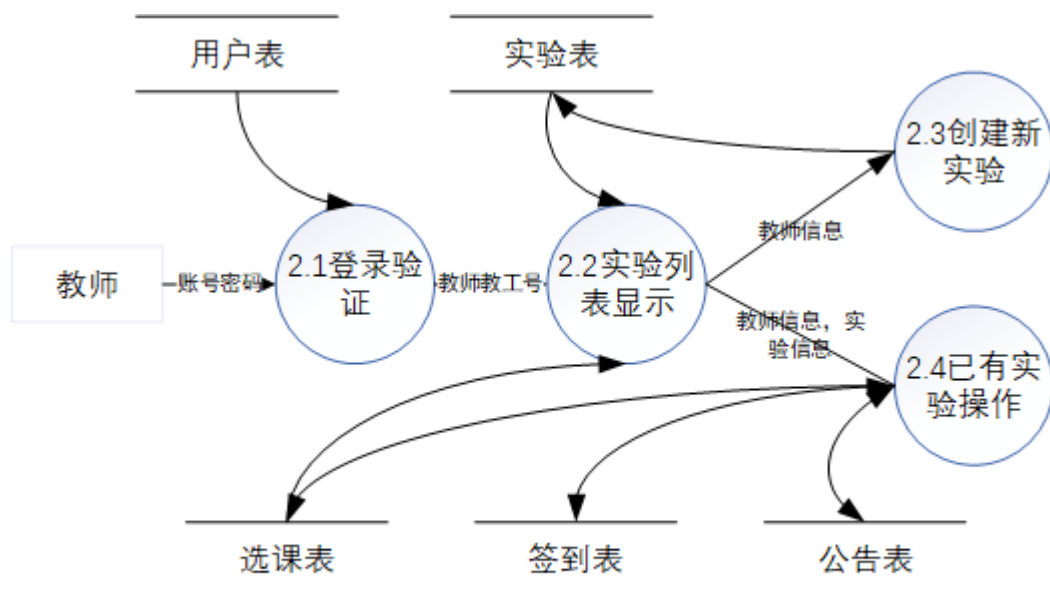 用户表
实验表
2.3创建新
实验
教师信息
教师
账号密码
2.1登录验
证
教师教工号
2.2实验列
表显示
教师信息，实
验信息
2.4已有实
验操作
选课表
签到表
公告表